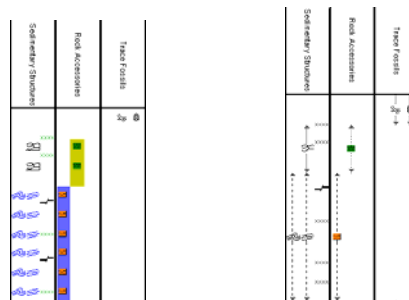 Sedimentary Structures
Rock Accessories
Trace Fossils
Sedimentary Structures
Rock Accessories
Trace Fossils